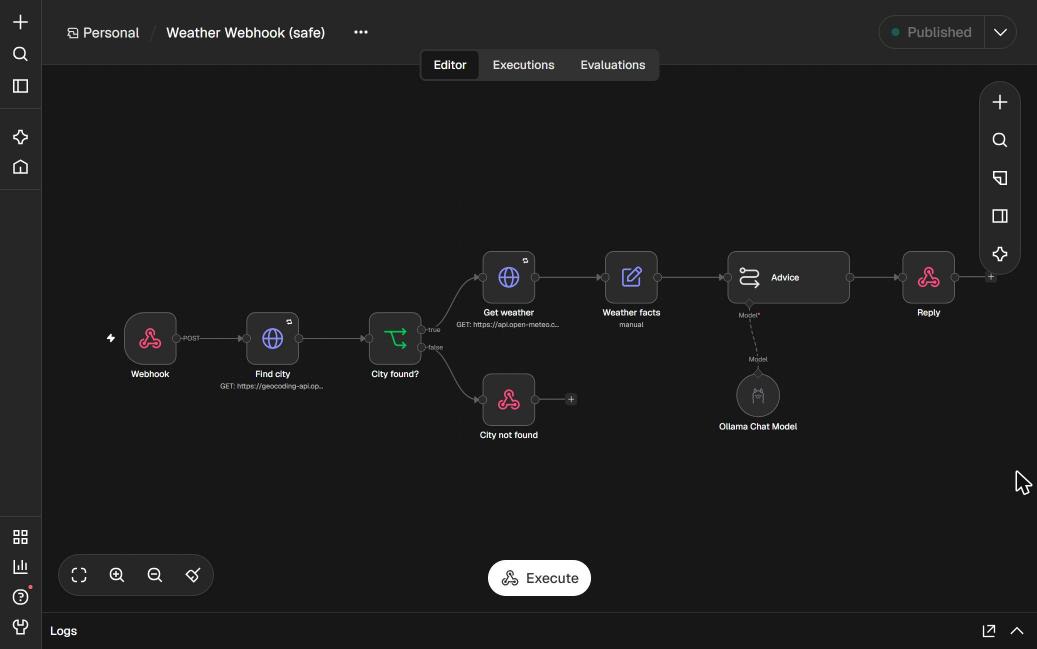 Personal / Weather Webhook (safe) ...
Published
Editor Executions Evaluations
Webhook
POST
Find city
GET: https://geocoding-api.op...
City found?
true
false
Get weather
GET: https://api.open-meteo.c...
Weather facts
manual
Advice
Model*
Model
Ollama Chat Model
Reply
City not found
Execute
Logs